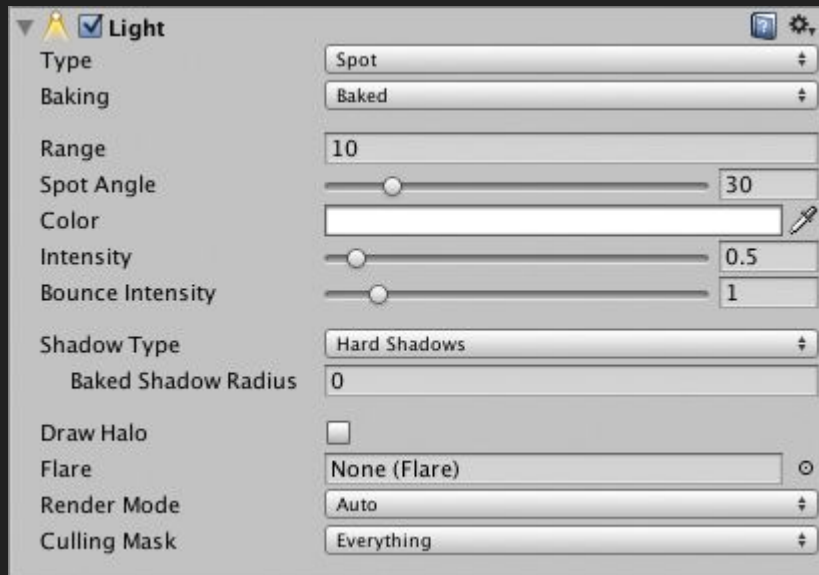 Light
Type Spot
Baking Baked
Range 10
Spot Angle 30
Color
Intensity 0.5
Bounce Intensity 1
Shadow Type Hard Shadows
Baked Shadow Radius 0
Draw Halo
Flare None (Flare)
Render Mode Auto
Culling Mask Everything